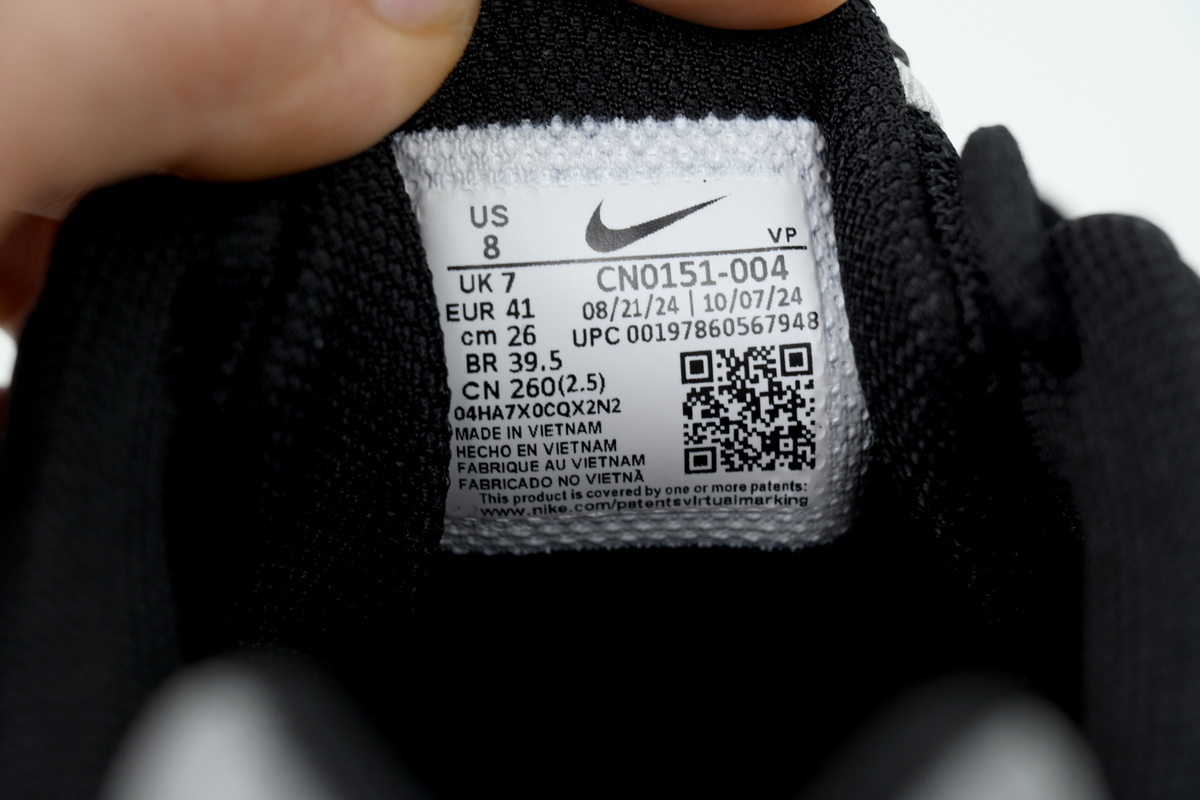 US
8
VP
UK 7
CN0151-004
EUR 41
08/21/24 | 10/07/24
cm 26
UPC 00197860567948
BR 39.5
CN 260(2.5)
04HA7X0CQX2N2
MADE IN VIETNAM
HECHO EN VIETNAM
FABRIQUE AU VIETNAM
FABRICADO NO VIETNÃ
This product is covered by one or more patents:
www.nike.com/patentsvirtualmarking